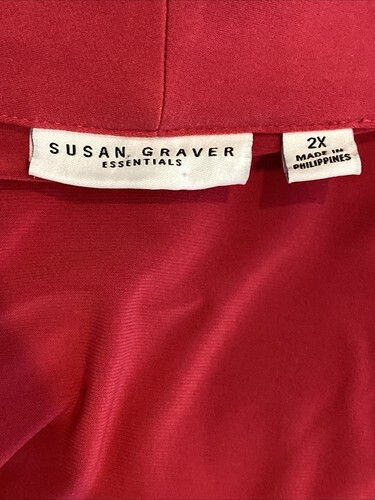 SUSAN GRAVER
ESSENTIALS
2X
MADE IN
PHILIPPINES